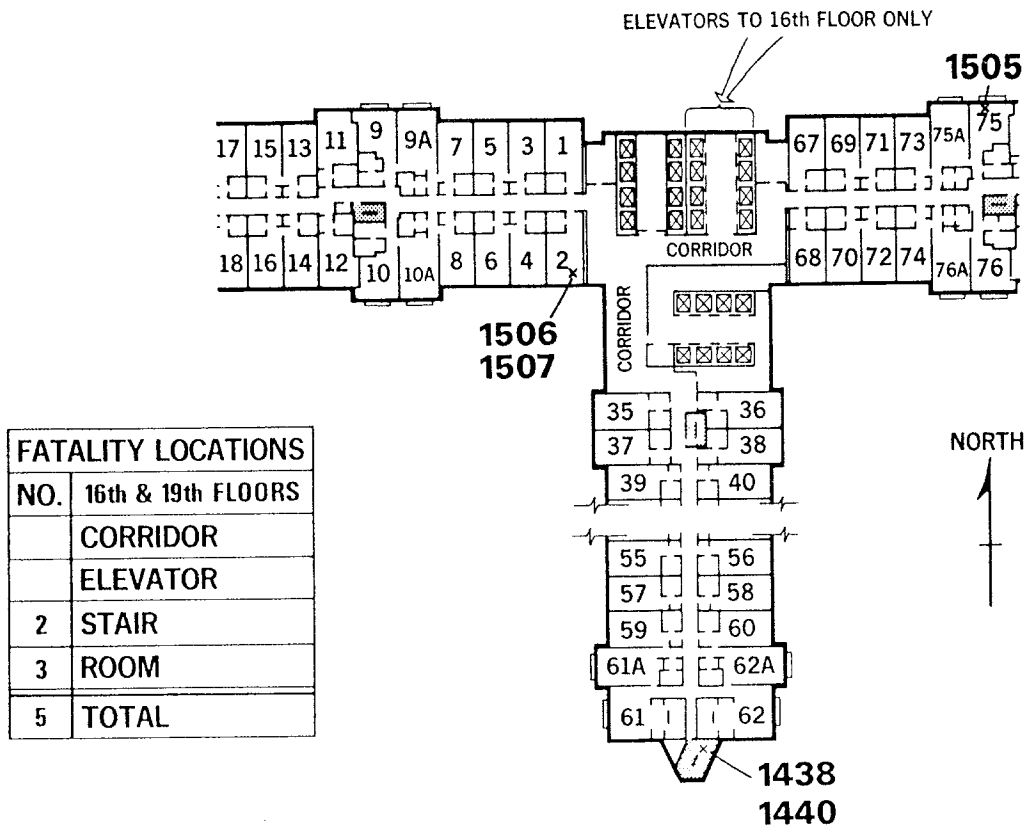 ELEVATORS TO 16th FLOOR ONLY
1505
17 15 13 11 9 9A 7 5 3 1
67 69 71 73 75A 75
18 16 14 12 10 10A 8 6 4 2
CORRIDOR
68 70 72 74 76A 76
CORRIDOR
1506
1507
35 36
37 38
39 40
NORTH
55 56
57 58
59 60
61A 62A
61 62
1438
1440
FATALITY LOCATIONS
NO. 16th & 19th FLOORS
CORRIDOR
ELEVATOR
2 STAIR
3 ROOM
5 TOTAL